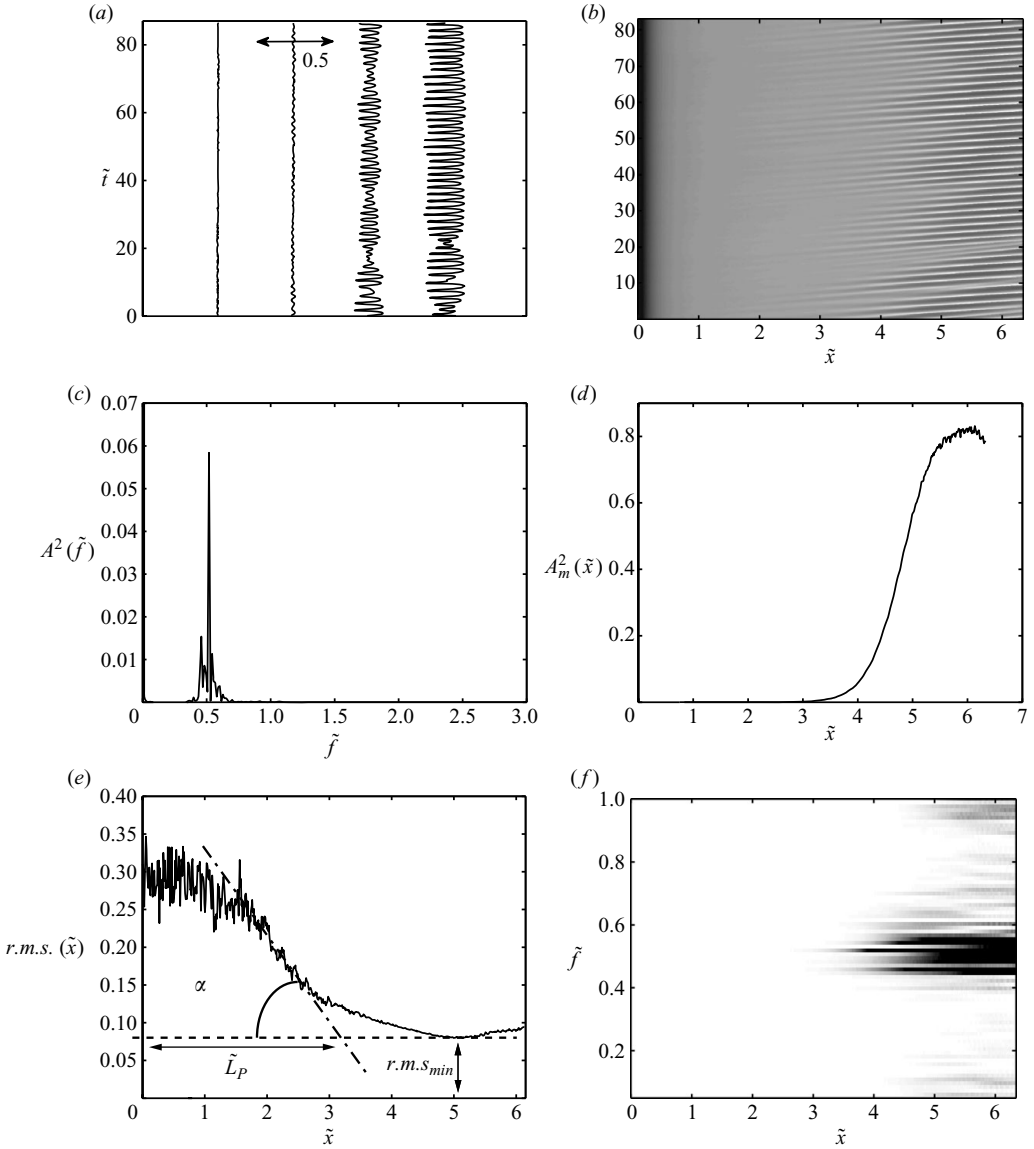 (a)
80
60
t̃ 40
20
0
0.5
(b)
80
70
60
50
40
30
20
10
0 1 2 3 4 5 6
x̃
(c)
0.07
0.06
0.05
0.04
A² (f̃)
0.03
0.02
0.01
0 0.5 1.0 1.5 2.0 2.5 3.0
f̃
(d)
0.8
0.6
A²ₘ (x̃) 0.4
0.2
0 1 2 3 4 5 6 7
x̃
(e)
0.40
0.35
0.30
0.25
r.m.s. (x̃) 0.20
0.15
0.10
0.05
α
L̃_P
r.m.s_min
0 1 2 3 4 5 6
x̃
(f)
1.0
0.8
0.6
f̃
0.4
0.2
0 1 2 3 4 5 6
x̃